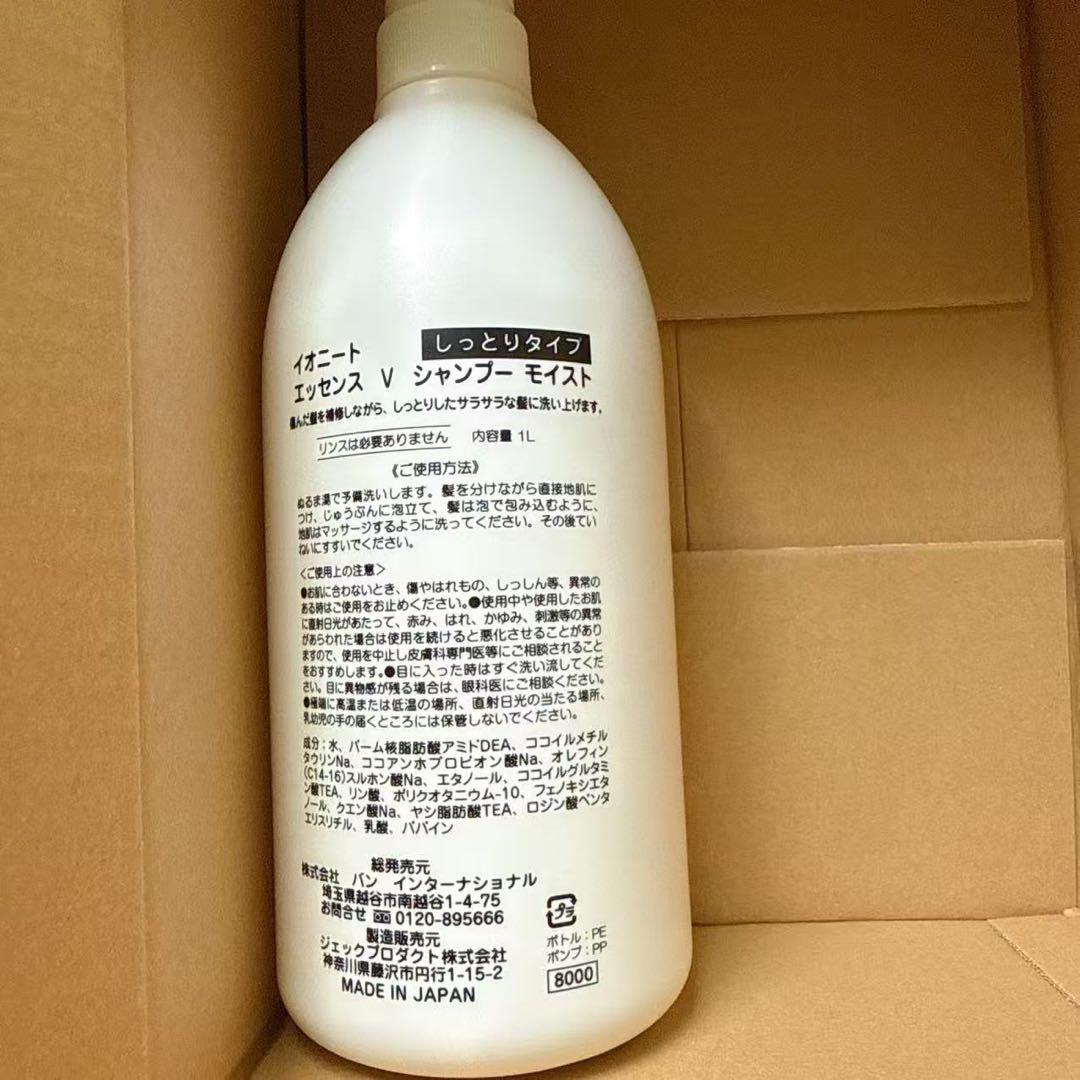 しっとりタイプ
イオニート
エッセンス V シャンプー モイスト
傷んだ髪を補修しながら、しっとりしたサラサラな髪に洗い上げます。
リンスは必要ありません 内容量 1L
《ご使用方法》
ぬるま湯で予備洗いします。髪を分けながら直接地肌に
つけ、じゅうぶんに泡立て、髪は泡で包み込むように、
地肌はマッサージするように洗ってください。その後てい
ねいにすすいでください。
<ご使用上の注意>
●お肌に合わないとき、傷やはれもの、しっしん等、異常の
ある時はご使用をお止めください。●使用中や使用したお肌
に直射日光があたって、赤み、はれ、かゆみ、刺激等の異常
があらわれた場合は使用を続けると悪化させることがあり
ますので、使用を中止し皮膚科専門医等にご相談されること
をおすすめします。●目に入った時はすぐ洗い流してくだ
さい。目に異物感が残る場合は、眼科医にご相談ください。
●極端に高温または低温の場所、直射日光の当たる場所、
乳幼児の手の届くところには保管しないでください。
成分：水、パーム核脂肪酸アミドDEA、ココイルメチル
タウリンNa、ココアンホプロピオン酸Na、オレフィン
(C14-16)スルホン酸Na、エタノール、ココイルグルタミ
ン酸TEA、リン酸、ポリクオタニウム-10、フェノキシエタ
ノール、クエン酸Na、ヤシ脂肪酸TEA、ロジン酸ペンタ
エリスリチル、乳酸、パパイン
総発売元
株式会社 バン インターナショナル
埼玉県越谷市南越谷1-4-75
お問合せ 0120-895666
製造販売元
ジェックプロダクト株式会社
神奈川県藤沢市円行1-15-2
MADE IN JAPAN
プラ
ボトル：PE
ポンプ：PP
8000